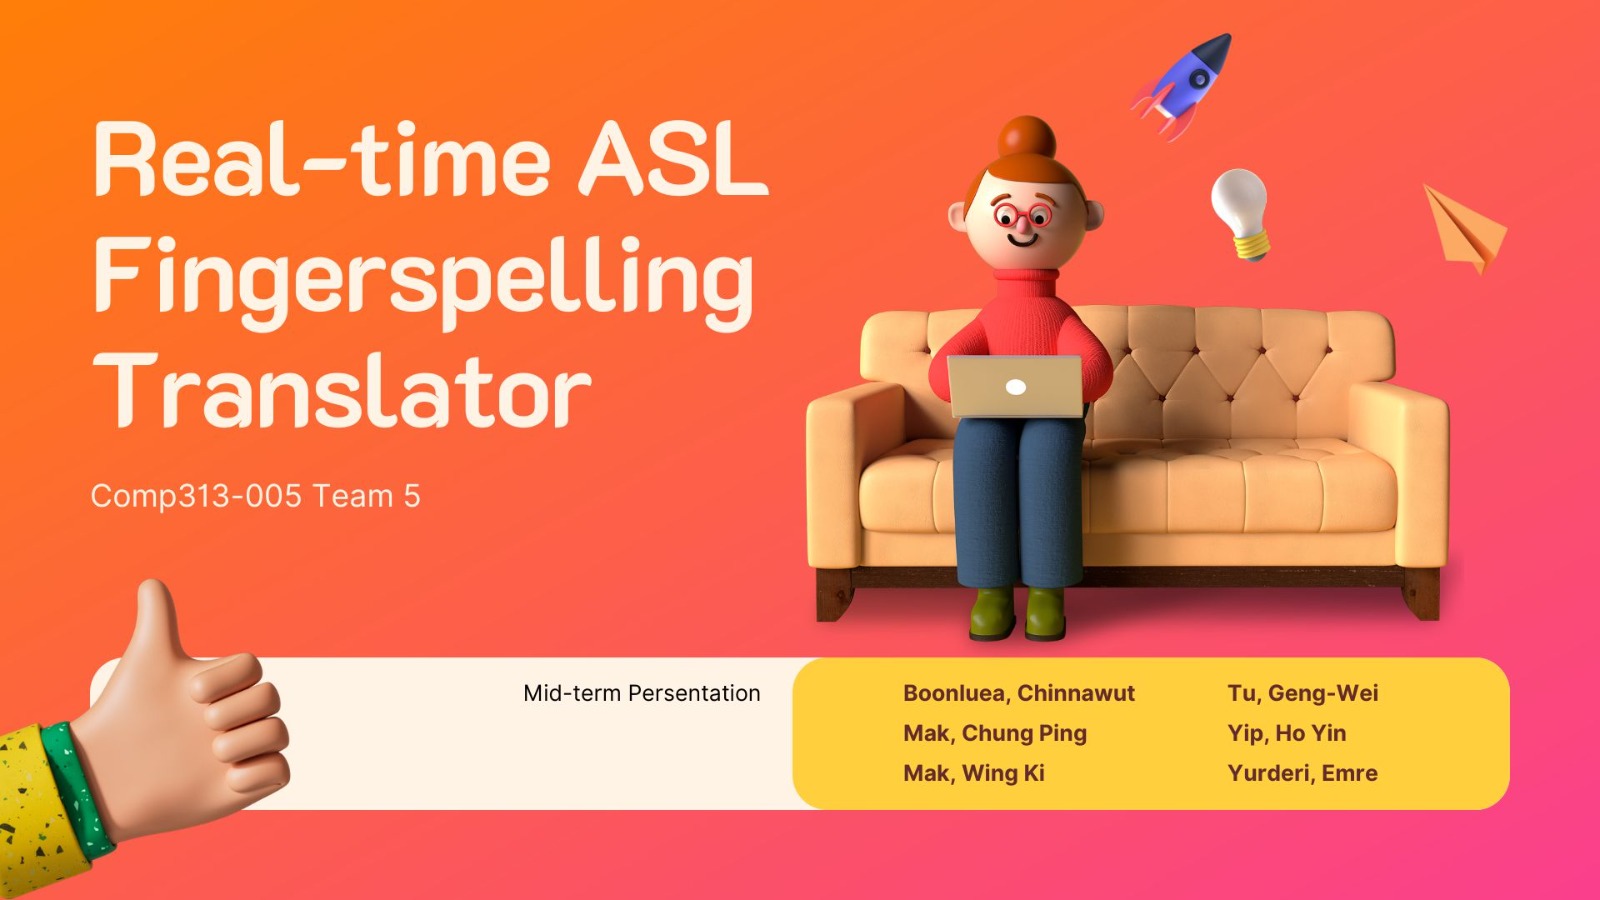 Real-time ASL
Fingerspelling
Translator
Comp313-005 Team 5
Mid-term Persentation
Boonluea, Chinnawut
Mak, Chung Ping
Mak, Wing Ki
Tu, Geng-Wei
Yip, Ho Yin
Yurderi, Emre